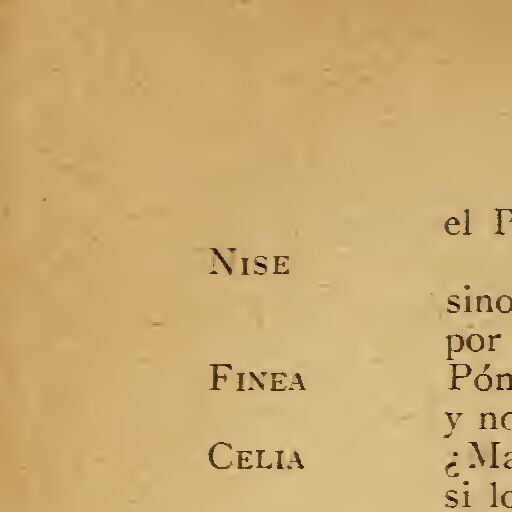 el
NISE
sino
por
FINEA Pón
y no
CELIA ¿Ma
si lo